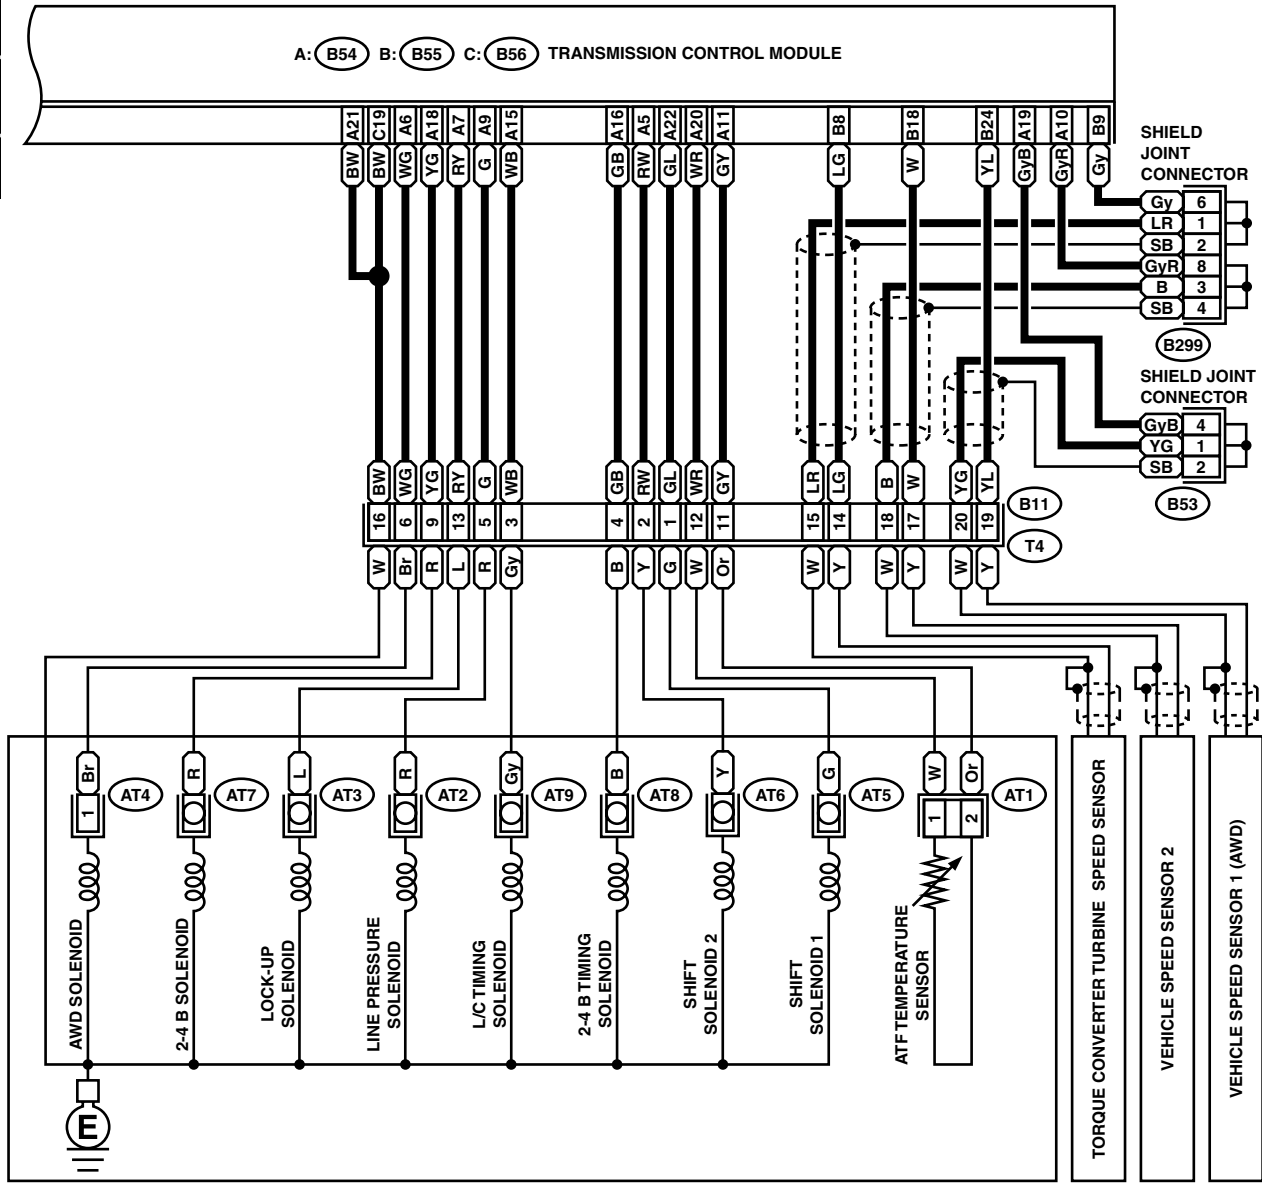 A: B54 B: B55 C: B56 TRANSMISSION CONTROL MODULE
A21 C19 A6 A18 A7 A9 A15 A16 A5 A22 A20 A11 B8 B18 B24 A19 A10 B9
BW BW WG YG RY G WB GB RW GL WR GY LG W YL GyB GyR Gy
SHIELD
JOINT
CONNECTOR
Gy 6
LR 1
SB 2
GyR 8
B 3
SB 4
B299
SHIELD JOINT
CONNECTOR
GyB 4
YG 1
SB 2
B53
BW WG YG RY G WB GB RW GL WR GY LR LG B W YG YL
16 6 9 13 5 3 4 2 1 12 11 15 14 18 17 20 19
B11
T4
W Br R L R Gy B Y G W Or W Y W Y W Y
Br R L R Gy B Y G W Or
1 AT4 AT7 AT3 AT2 AT9 AT8 AT6 AT5 1 2 AT1
AWD SOLENOID
2-4 B SOLENOID
LOCK-UP
SOLENOID
LINE PRESSURE
SOLENOID
L/C TIMING
SOLENOID
2-4 B TIMING
SOLENOID
SHIFT
SOLENOID 2
SHIFT
SOLENOID 1
ATF TEMPERATURE
SENSOR
TORQUE CONVERTER TURBINE SPEED SENSOR
VEHICLE SPEED SENSOR 2
VEHICLE SPEED SENSOR 1 (AWD)
E